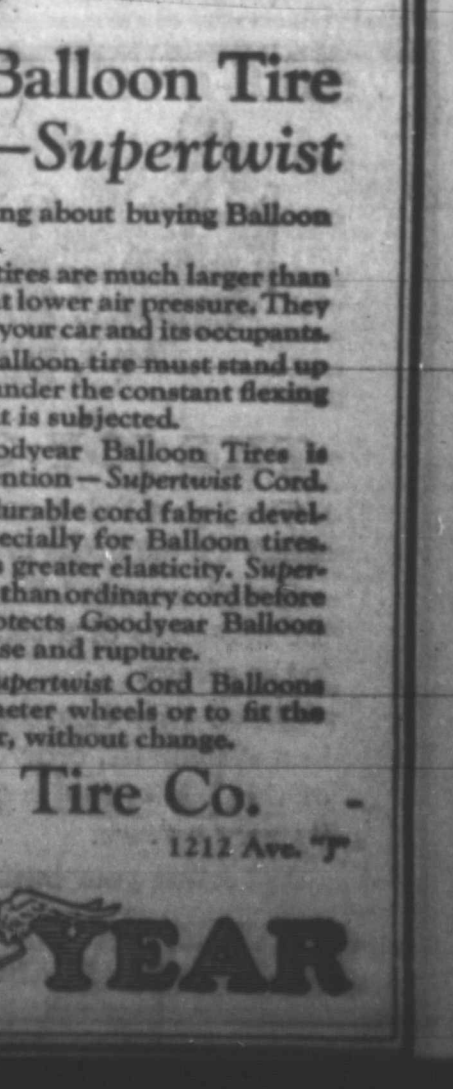 Balloon Tire
—Supertwist
ng about buying Balloon
tires are much larger than
t lower air pressure. They
your car and its occupants.
alloon tire must stand up
nder the constant flexing
t is subjected.
odyear Balloon Tires is
ntion—Supertwist Cord.
durable cord fabric devel-
ecially for Balloon tires.
s greater elasticity. Super-
than ordinary cord before
otects Goodyear Balloon
se and rupture.
upertwist Cord Balloons
meter wheels or to fit the
r, without change.
Tire Co. -
1212 Ave. "J"
YEAR